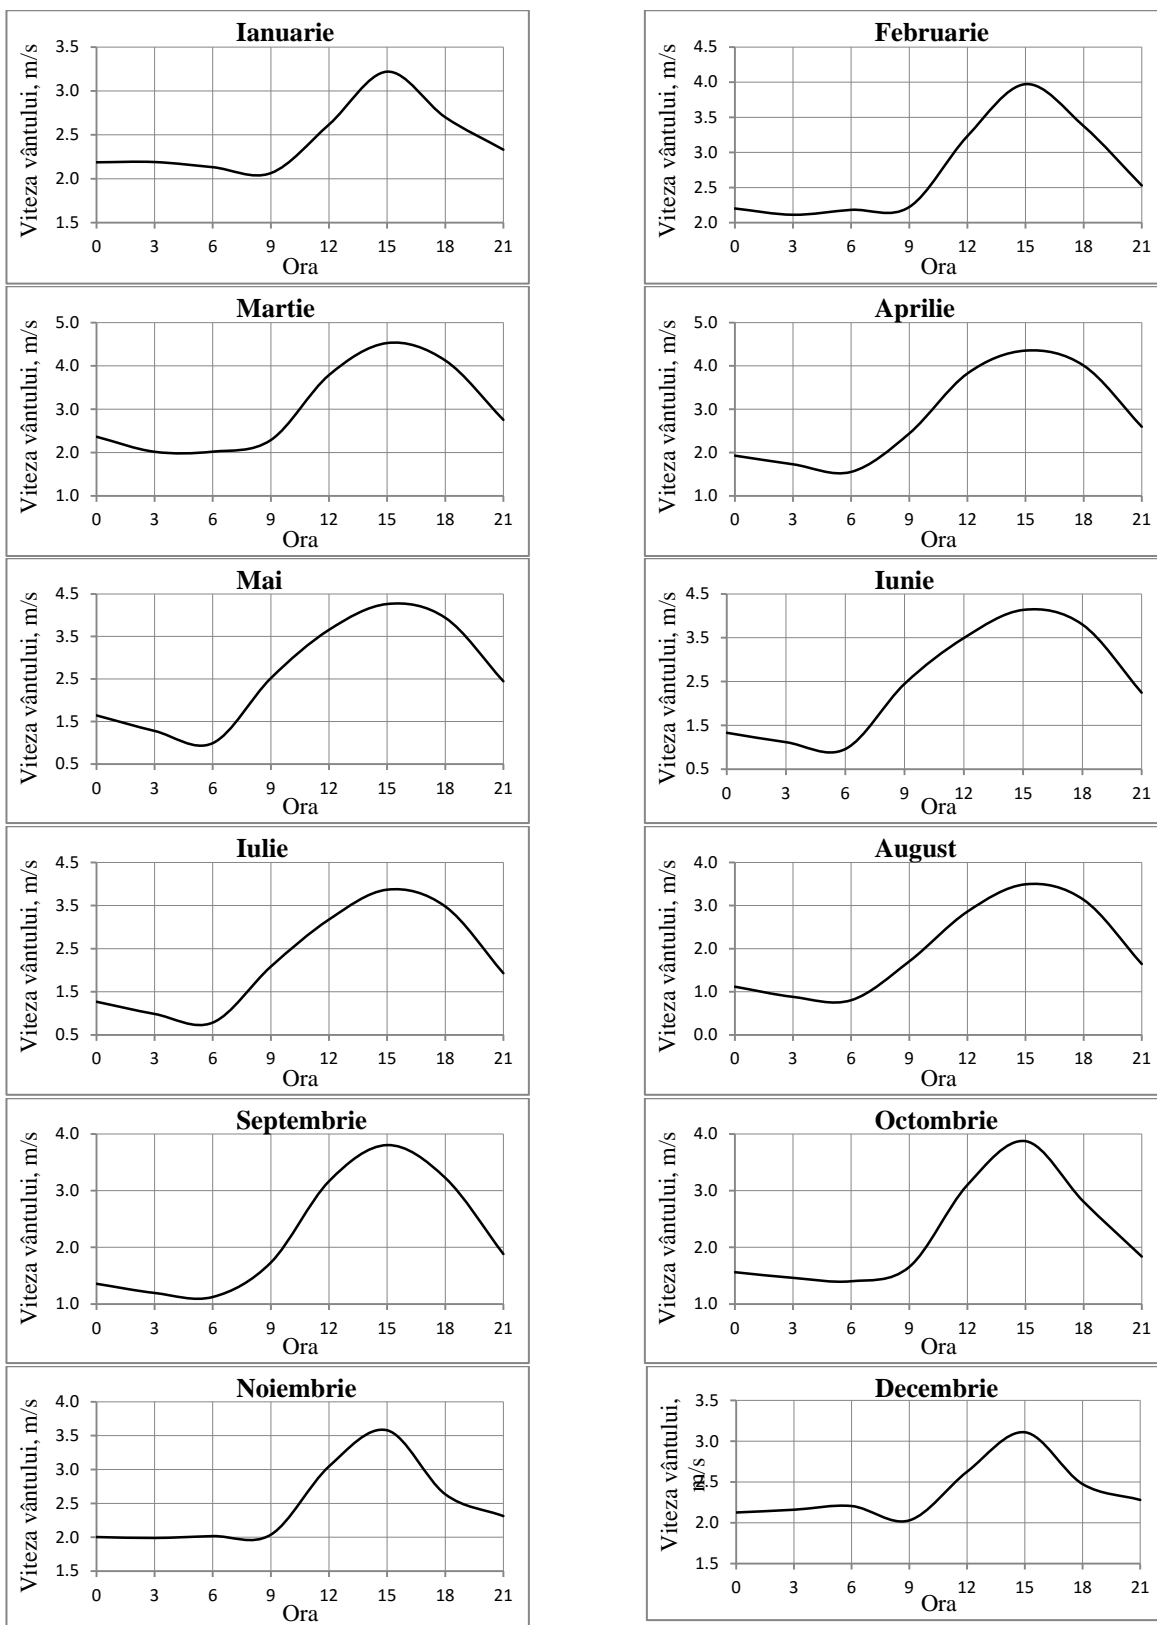 Ianuarie
Viteza vântului, m/s
3.5
3.0
2.5
2.0
1.5
0 3 6 9 12 15 18 21
Ora
Februarie
Viteza vântului, m/s
4.5
4.0
3.5
3.0
2.5
2.0
0 3 6 9 12 15 18 21
Ora
Martie
Viteza vântului, m/s
5.0
4.0
3.0
2.0
1.0
0 3 6 9 12 15 18 21
Ora
Aprilie
Viteza vântului, m/s
5.0
4.0
3.0
2.0
1.0
0 3 6 9 12 15 18 21
Ora
Mai
Viteza vântului, m/s
4.5
3.5
2.5
1.5
0.5
0 3 6 9 12 15 18 21
Ora
Iunie
Viteza vântului, m/s
4.5
3.5
2.5
1.5
0.5
0 3 6 9 12 15 18 21
Ora
Iulie
Viteza vântului, m/s
4.5
3.5
2.5
1.5
0.5
0 3 6 9 12 15 18 21
Ora
August
Viteza vântului, m/s
4.0
3.0
2.0
1.0
0.0
0 3 6 9 12 15 18 21
Ora
Septembrie
Viteza vântului, m/s
4.0
3.0
2.0
1.0
0 3 6 9 12 15 18 21
Ora
Octombrie
Viteza vântului, m/s
4.0
3.0
2.0
1.0
0 3 6 9 12 15 18 21
Ora
Noiembrie
Viteza vântului, m/s
4.0
3.5
3.0
2.5
2.0
1.5
0 3 6 9 12 15 18 21
Ora
Decembrie
Viteza vântului,
m/s
3.5
3.0
2.5
2.0
1.5
0 3 6 9 12 15 18 21
Ora